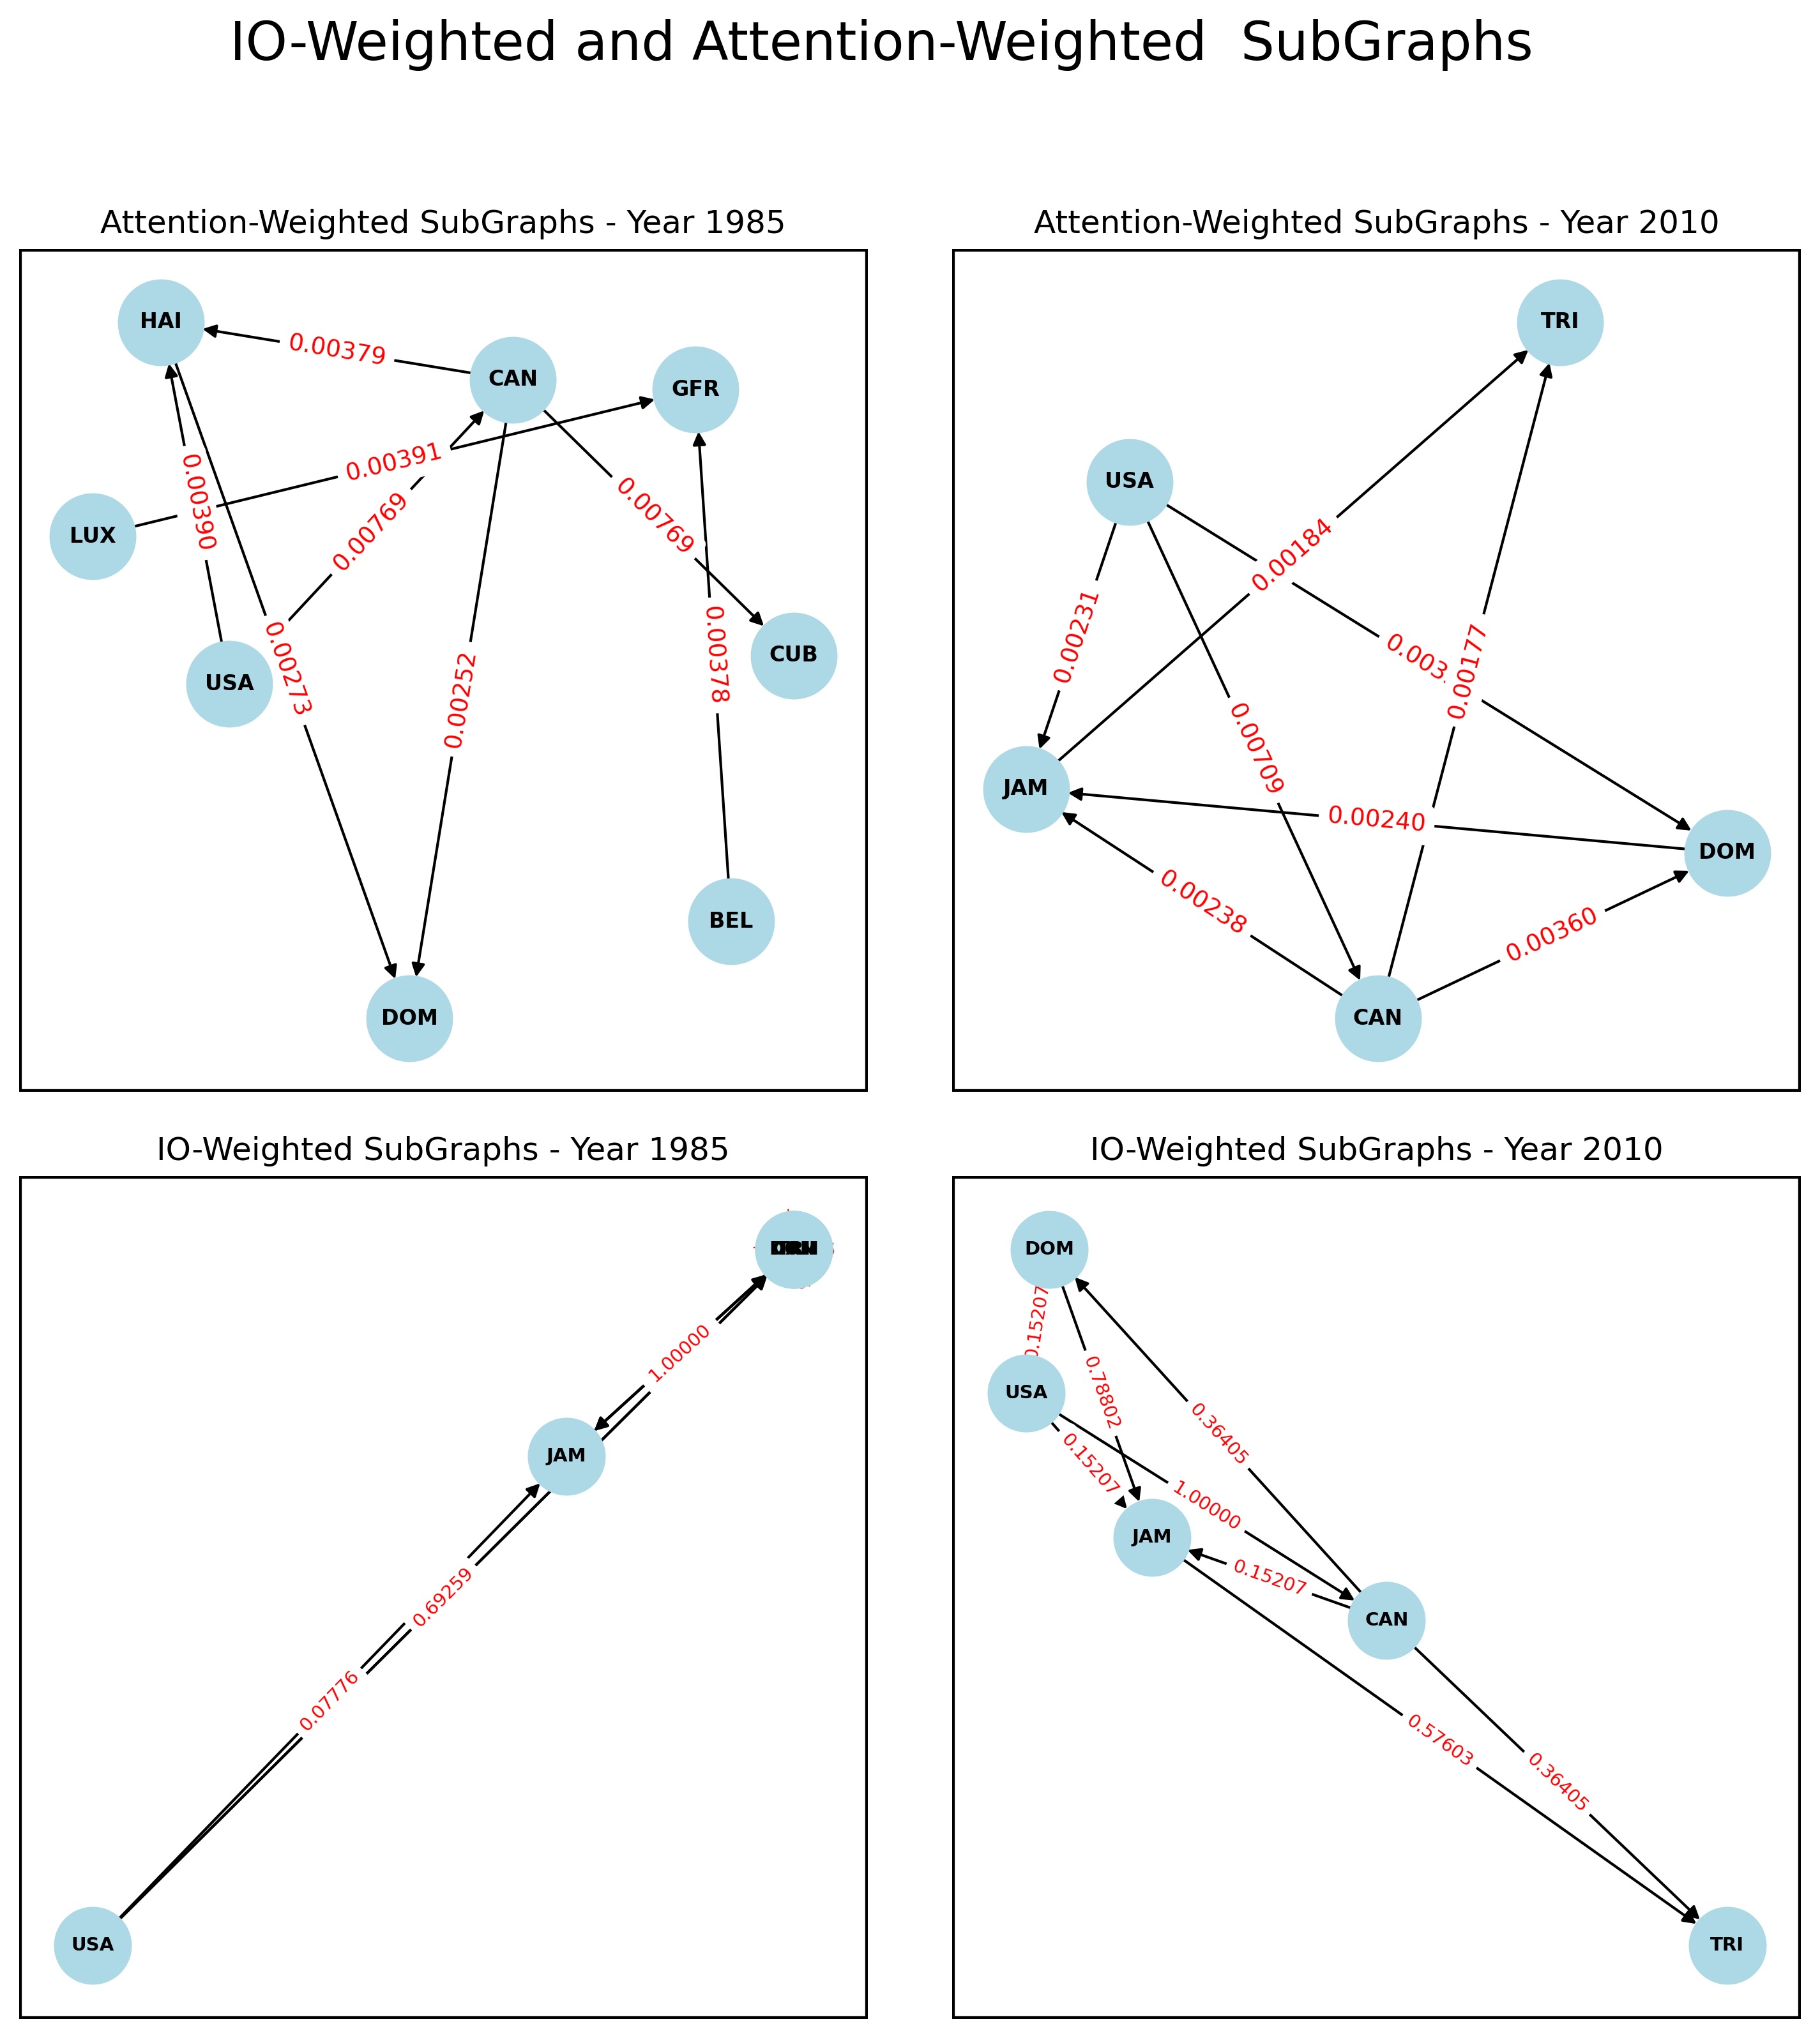 IO-Weighted and Attention-Weighted  SubGraphs
Attention-Weighted SubGraphs - Year 1985
HAI
CAN
GFR
LUX
USA
CUB
BEL
DOM
0.00379
0.00391
0.00390
0.00769
0.00769
0.00273
0.00252
0.00378
Attention-Weighted SubGraphs - Year 2010
TRI
USA
JAM
DOM
CAN
0.00184
0.00231
0.003
0.00177
0.00709
0.00240
0.00238
0.00360
IO-Weighted SubGraphs - Year 1985
JAM
USA
1.00000
0.69259
0.07776
IO-Weighted SubGraphs - Year 2010
DOM
USA
JAM
CAN
TRI
0.15207
0.78802
0.36405
0.15207
1.00000
0.15207
0.57603
0.36405